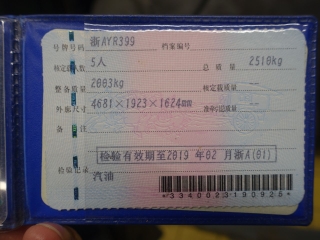 号牌号码 浙AYR399 档案编号
核定载人数 5人 总 质 量 2510kg
整备质量 2003kg 核定载质量
外廓尺寸 4681×1923×1624mm 准牵引总质量
备 注
检验有效期至2019 年02 月浙A(01)
检验记录
汽油
*3340023190928*